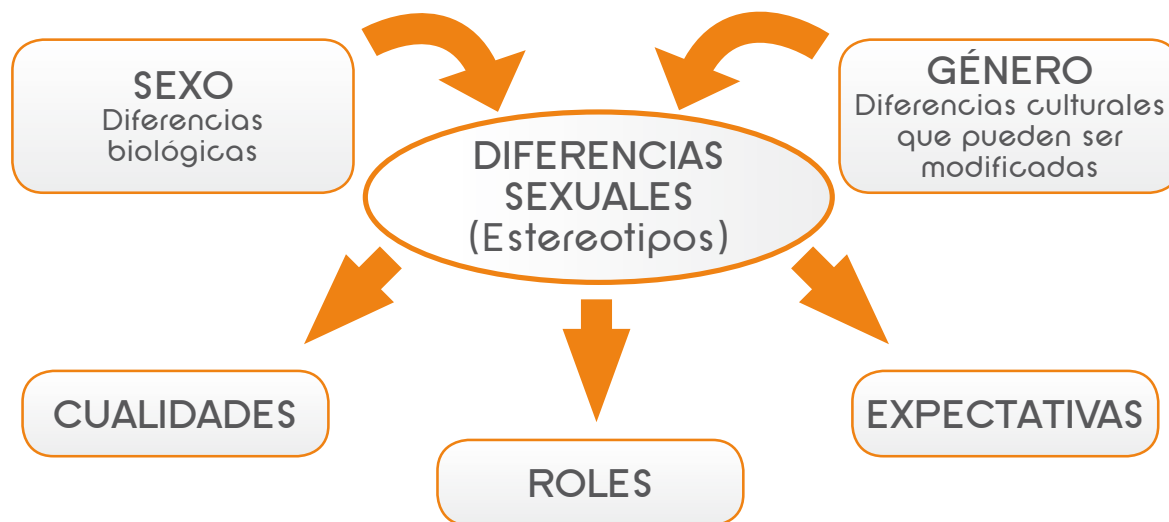 SEXO
Diferencias
biológicas
GÉNERO
Diferencias culturales
que pueden ser
modificadas
DIFERENCIAS
SEXUALES
(Estereotipos)
CUALIDADES
ROLES
EXPECTATIVAS